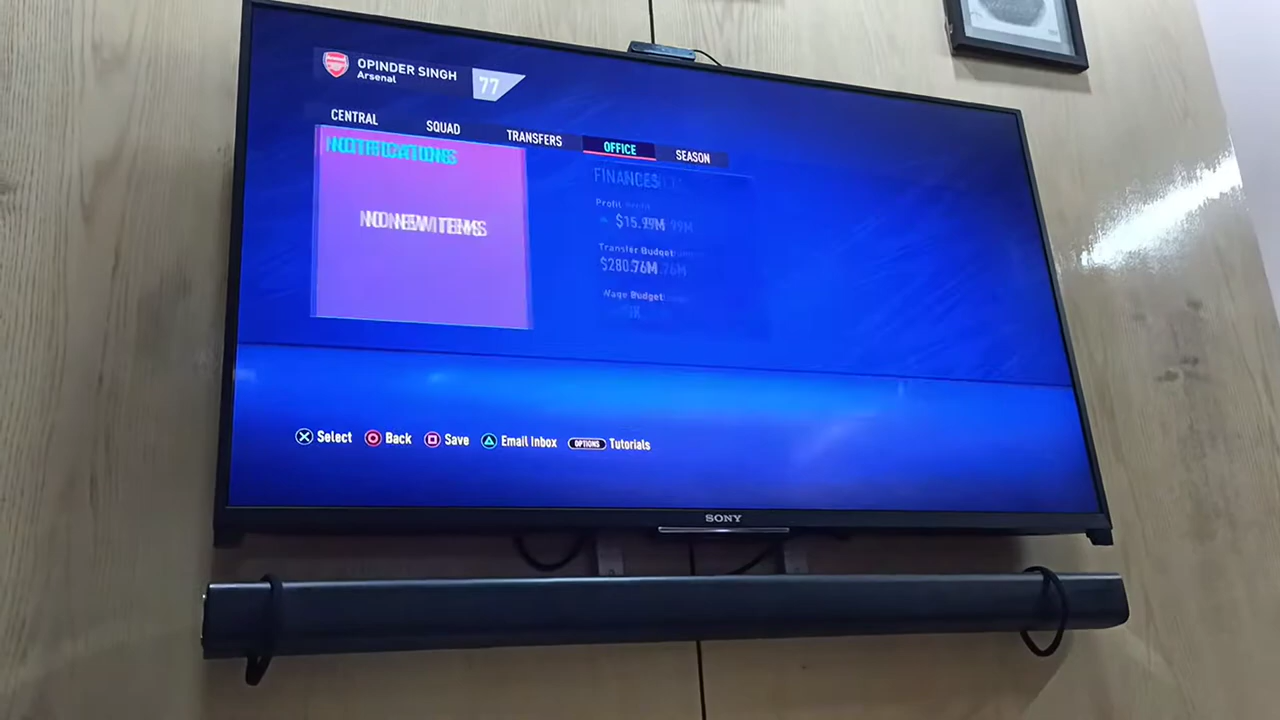 OPINDER SINGH
Arsenal
77
CENTRAL
SQUAD
TRANSFERS
OFFICE
SEASON
NOTIFICATIONS
NO NEW ITEMS
FINANCES
Profit
$15.99M
Transfer Budget
$280.76M
Wage Budget
Select
Back
Save
Email Inbox
OPTIONS Tutorials
SONY